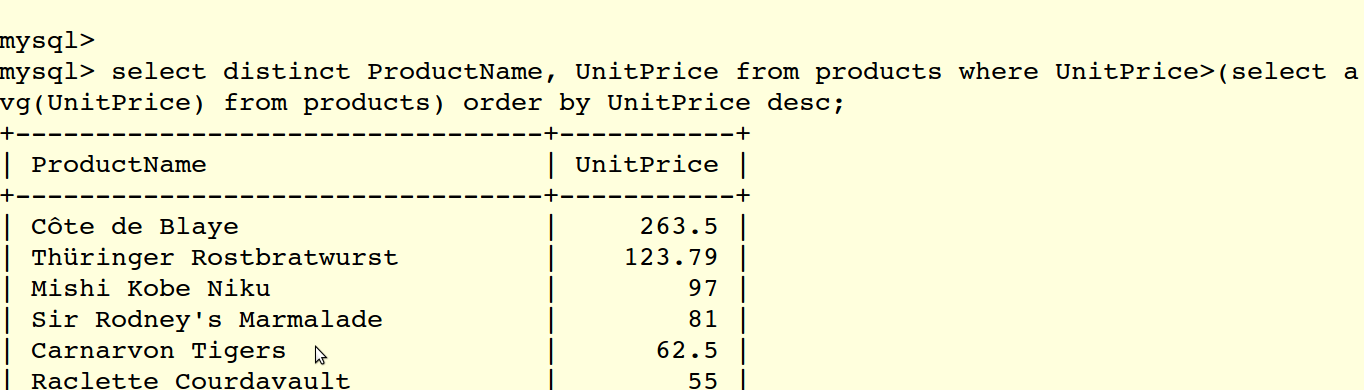 mysql>
mysql> select distinct ProductName, UnitPrice from products where UnitPrice>(select a
vg(UnitPrice) from products) order by UnitPrice desc;
+---------------------------------+-----------+
| ProductName                     | UnitPrice |
+---------------------------------+-----------+
| Côte de Blaye                   |     263.5 |
| Thüringer Rostbratwurst         |    123.79 |
| Mishi Kobe Niku                 |        97 |
| Sir Rodney's Marmalade          |        81 |
| Carnarvon Tigers                |      62.5 |
| Raclette Courdavault            |        55 |